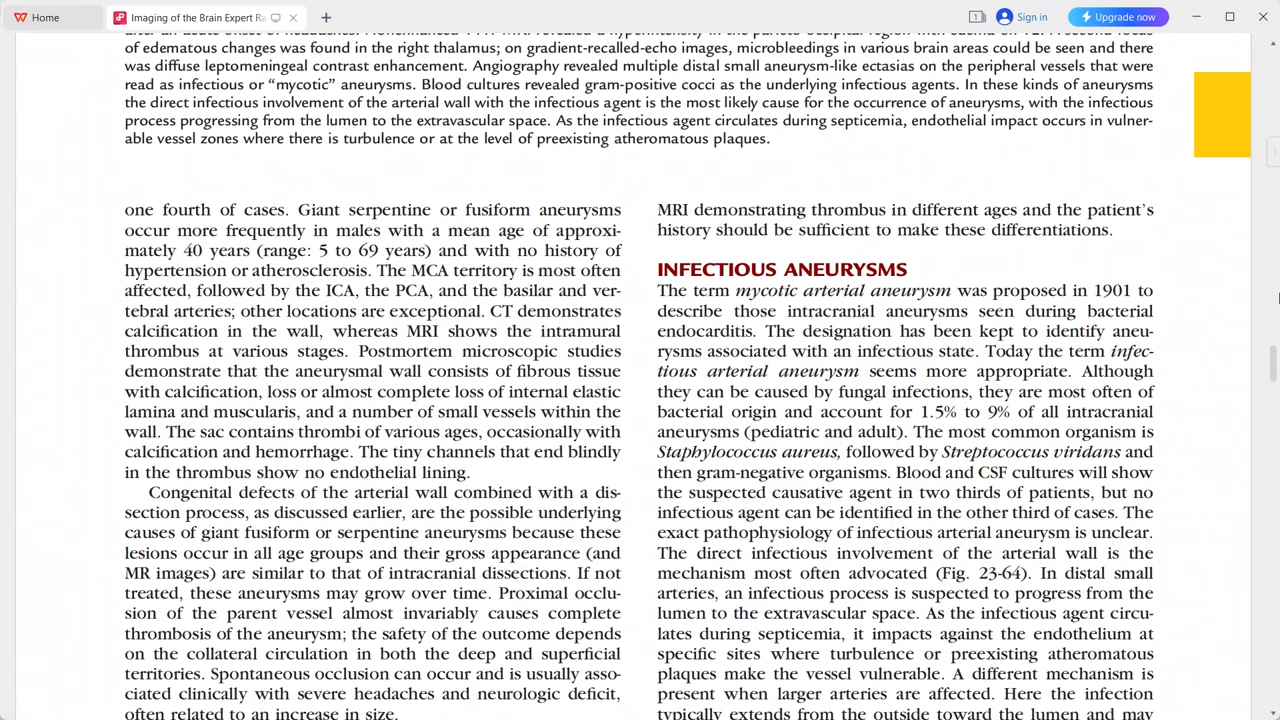 Home
Imaging of the Brain Expert Ra
Sign in
Upgrade now
of edematous changes was found in the right thalamus; on gradient-recalled-echo images, microbleedings in various brain areas could be seen and there
was diffuse leptomeningeal contrast enhancement. Angiography revealed multiple distal small aneurysm-like ectasias on the peripheral vessels that were
read as infectious or “mycotic” aneurysms. Blood cultures revealed gram-positive cocci as the underlying infectious agents. In these kinds of aneurysms
the direct infectious involvement of the arterial wall with the infectious agent is the most likely cause for the occurrence of aneurysms, with the infectious
process progressing from the lumen to the extravascular space. As the infectious agent circulates during septicemia, endothelial impact occurs in vulner-
able vessel zones where there is turbulence or at the level of preexisting atheromatous plaques.
one fourth of cases. Giant serpentine or fusiform aneurysms
occur more frequently in males with a mean age of approxi-
mately 40 years (range: 5 to 69 years) and with no history of
hypertension or atherosclerosis. The MCA territory is most often
affected, followed by the ICA, the PCA, and the basilar and ver-
tebral arteries; other locations are exceptional. CT demonstrates
calcification in the wall, whereas MRI shows the intramural
thrombus at various stages. Postmortem microscopic studies
demonstrate that the aneurysmal wall consists of fibrous tissue
with calcification, loss or almost complete loss of internal elastic
lamina and muscularis, and a number of small vessels within the
wall. The sac contains thrombi of various ages, occasionally with
calcification and hemorrhage. The tiny channels that end blindly
in the thrombus show no endothelial lining.
Congenital defects of the arterial wall combined with a dis-
section process, as discussed earlier, are the possible underlying
causes of giant fusiform or serpentine aneurysms because these
lesions occur in all age groups and their gross appearance (and
MR images) are similar to that of intracranial dissections. If not
treated, these aneurysms may grow over time. Proximal occlu-
sion of the parent vessel almost invariably causes complete
thrombosis of the aneurysm; the safety of the outcome depends
on the collateral circulation in both the deep and superficial
territories. Spontaneous occlusion can occur and is usually asso-
ciated clinically with severe headaches and neurologic deficit,
often related to an increase in size.
MRI demonstrating thrombus in different ages and the patient’s
history should be sufficient to make these differentiations.
INFECTIOUS ANEURYSMS
The term mycotic arterial aneurysm was proposed in 1901 to
describe those intracranial aneurysms seen during bacterial
endocarditis. The designation has been kept to identify aneu-
rysms associated with an infectious state. Today the term infec-
tious arterial aneurysm seems more appropriate. Although
they can be caused by fungal infections, they are most often of
bacterial origin and account for 1.5% to 9% of all intracranial
aneurysms (pediatric and adult). The most common organism is
Staphylococcus aureus, followed by Streptococcus viridans and
then gram-negative organisms. Blood and CSF cultures will show
the suspected causative agent in two thirds of patients, but no
infectious agent can be identified in the other third of cases. The
exact pathophysiology of infectious arterial aneurysm is unclear.
The direct infectious involvement of the arterial wall is the
mechanism most often advocated (Fig. 23-64). In distal small
arteries, an infectious process is suspected to progress from the
lumen to the extravascular space. As the infectious agent circu-
lates during septicemia, it impacts against the endothelium at
specific sites where turbulence or preexisting atheromatous
plaques make the vessel vulnerable. A different mechanism is
present when larger arteries are affected. Here the infection
typically extends from the outside toward the lumen and may